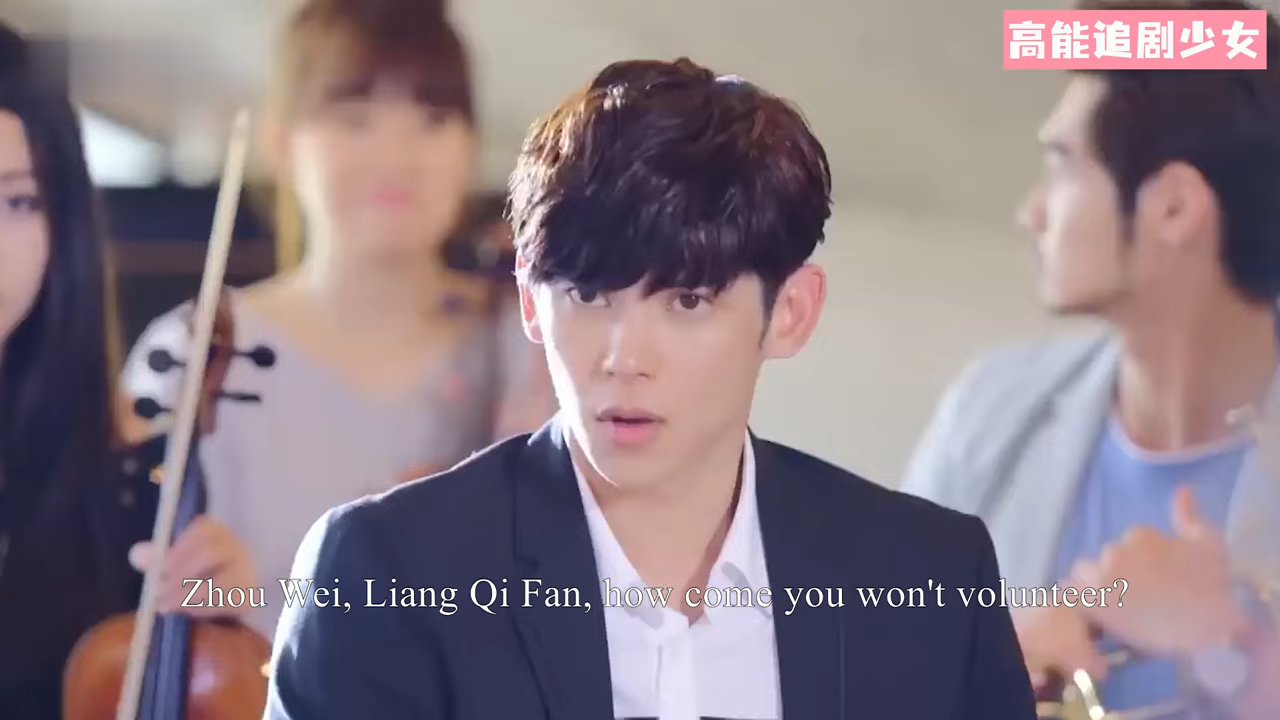 高能追剧少女
Zhou Wei, Liang Qi Fan, how come you won't volunteer?